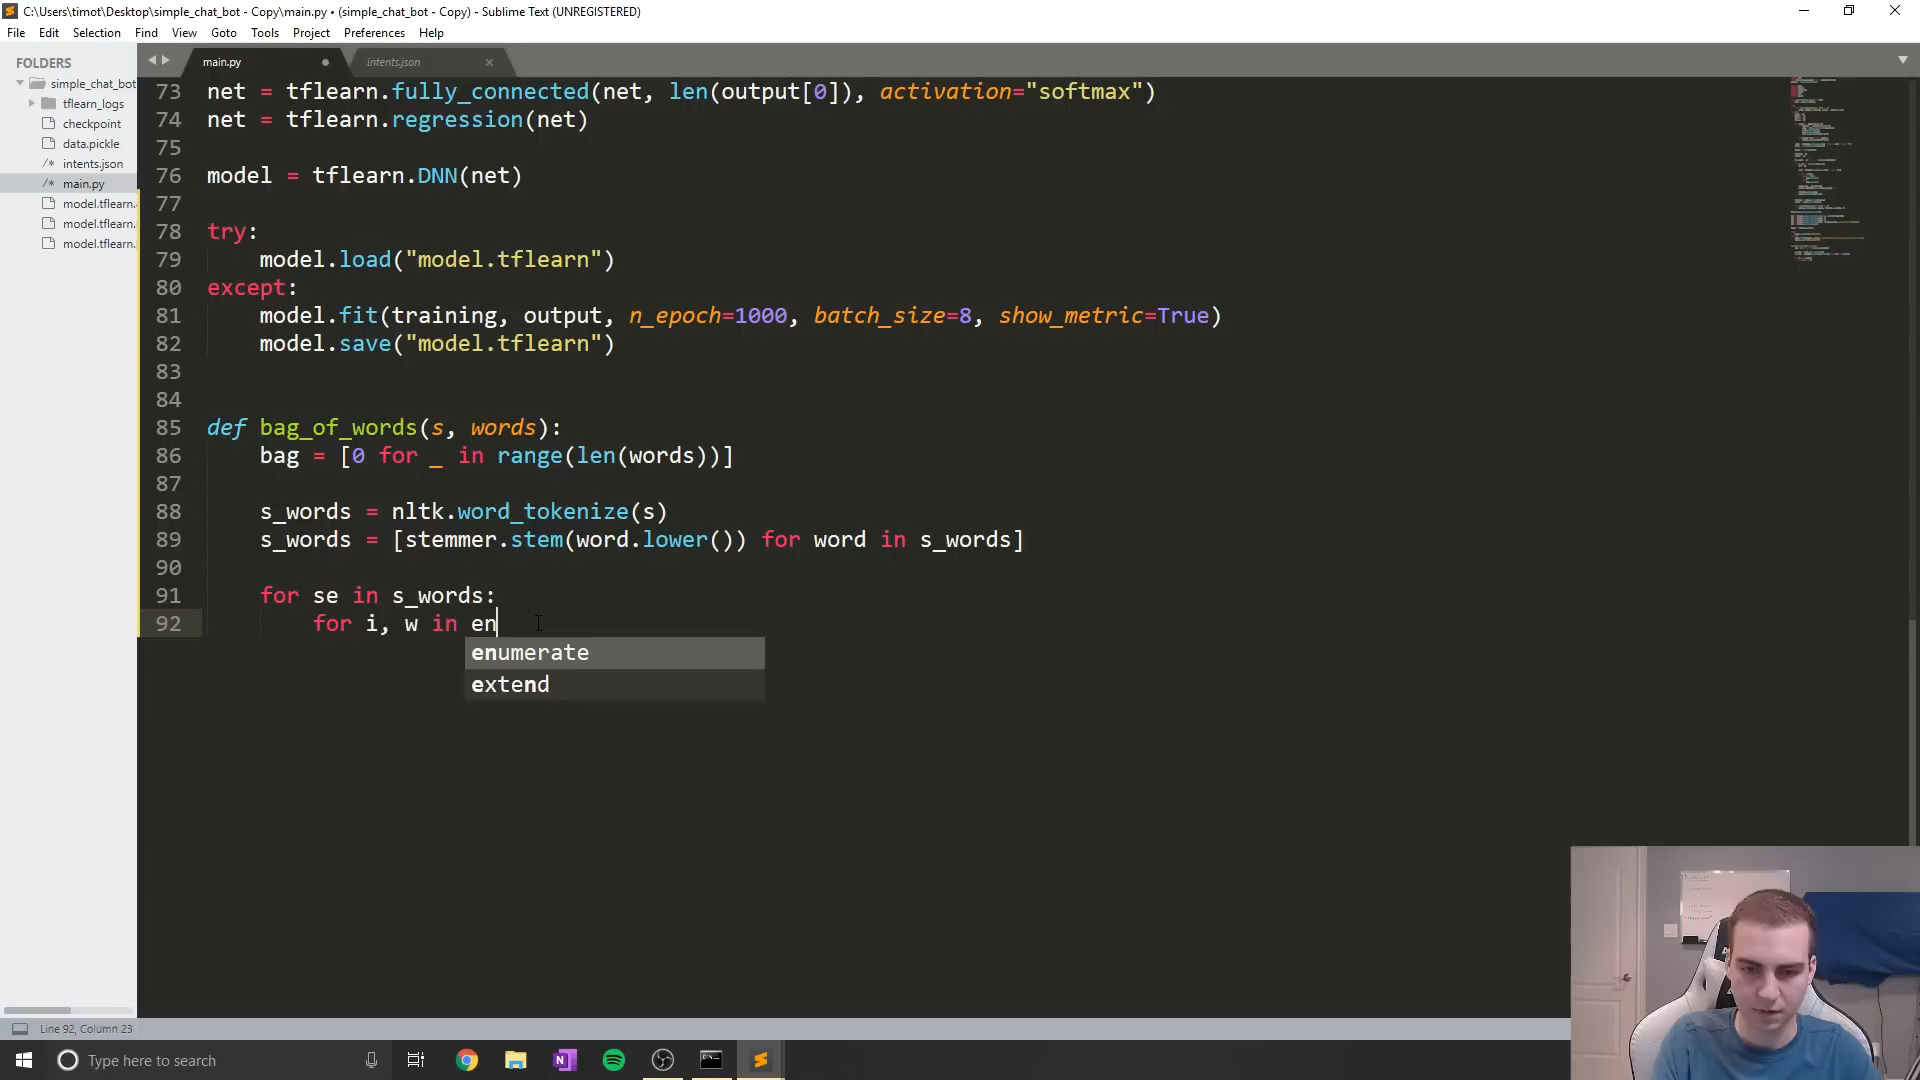 C:\Users\timot\Desktop\simple_chat_bot - Copy\main.py • (simple_chat_bot - Copy) - Sublime Text (UNREGISTERED)
File Edit Selection Find View Goto Tools Project Preferences Help
FOLDERS
simple_chat_bot
tflearn_logs
checkpoint
data.pickle
intents.json
main.py
model.tflearn.
model.tflearn.
model.tflearn.
main.py intents.json
73 net = tflearn.fully_connected(net, len(output[0]), activation="softmax")
74 net = tflearn.regression(net)
75
76 model = tflearn.DNN(net)
77
78 try:
79 model.load("model.tflearn")
80 except:
81 model.fit(training, output, n_epoch=1000, batch_size=8, show_metric=True)
82 model.save("model.tflearn")
83
84
85 def bag_of_words(s, words):
86 bag = [0 for _ in range(len(words))]
87
88 s_words = nltk.word_tokenize(s)
89 s_words = [stemmer.stem(word.lower()) for word in s_words]
90
91 for se in s_words:
92 for i, w in en
enumerate
extend
Line 92, Column 23
Type here to search